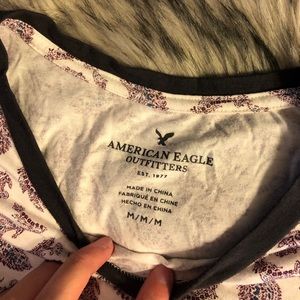 AMERICAN EAGLE
OUTFITTERS
EST. 1977
MADE IN CHINA
FABRIQUÉ EN CHINE
HECHO EN CHINA
M/M/M